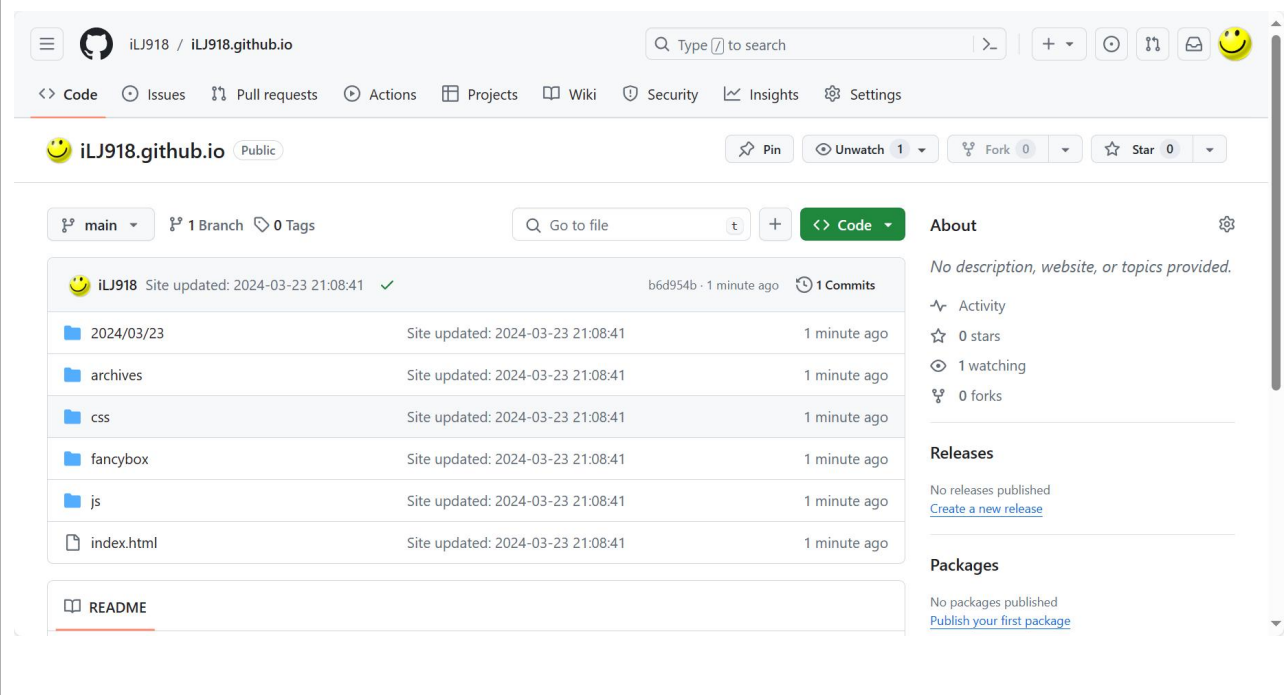 iLJ918 / iLJ918.github.io
Type / to search
Code Issues Pull requests Actions Projects Wiki Security Insights Settings
iLJ918.github.io Public
Pin Unwatch 1 Fork 0 Star 0
main 1 Branch 0 Tags
Go to file t
Code
iLJ918 Site updated: 2024-03-23 21:08:41 b6d954b · 1 minute ago 1 Commits
2024/03/23 Site updated: 2024-03-23 21:08:41 1 minute ago
archives Site updated: 2024-03-23 21:08:41 1 minute ago
css Site updated: 2024-03-23 21:08:41 1 minute ago
fancybox Site updated: 2024-03-23 21:08:41 1 minute ago
js Site updated: 2024-03-23 21:08:41 1 minute ago
index.html Site updated: 2024-03-23 21:08:41 1 minute ago
README
About
No description, website, or topics provided.
Activity
0 stars
1 watching
0 forks
Releases
No releases published
Create a new release
Packages
No packages published
Publish your first package